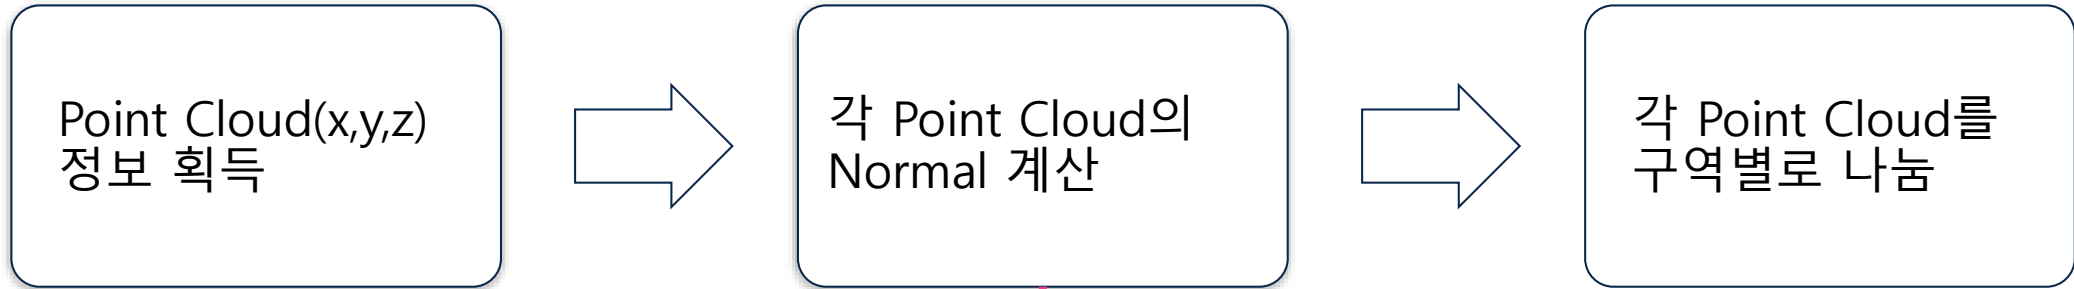 Point Cloud(x,y,z)
정보 획득
각 Point Cloud의
Normal 계산
각 Point Cloud를
구역별로 나눔